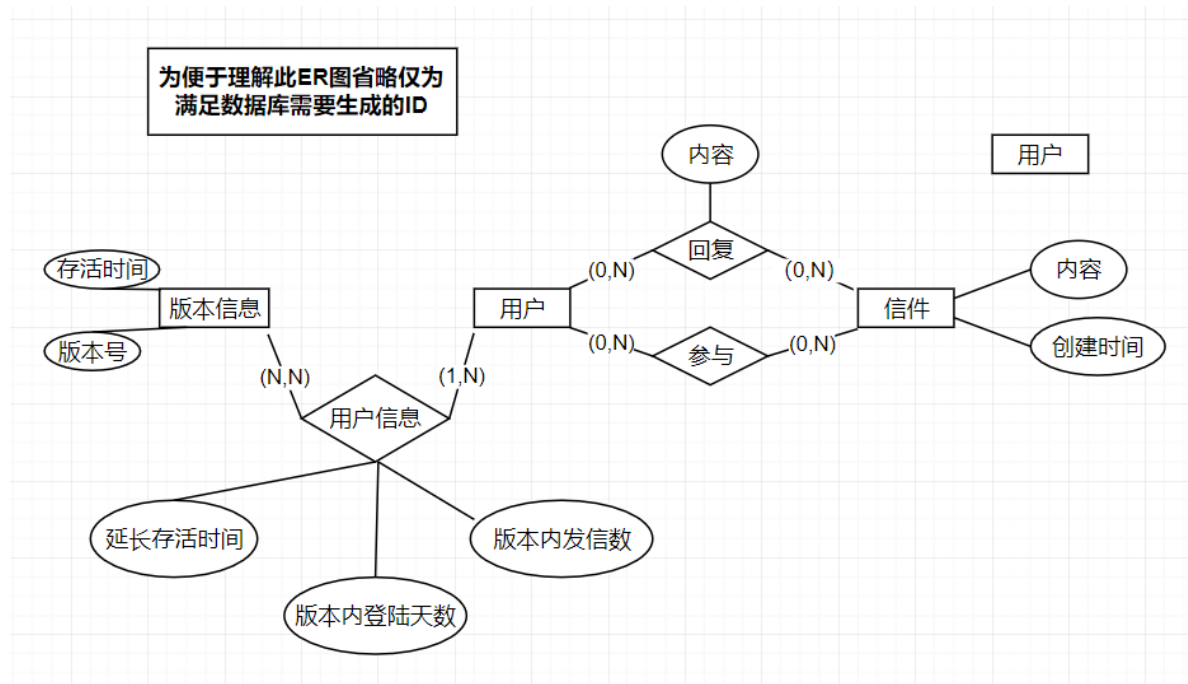 为便于理解此ER图省略仅为
满足数据库需要生成的ID
内容
用户
回复
(0,N)
(0,N)
存活时间
内容
版本信息
用户
信件
版本号
(0,N)
参与
(0,N)
创建时间
(N,N)
(1,N)
用户信息
延长存活时间
版本内发信数
版本内登陆天数